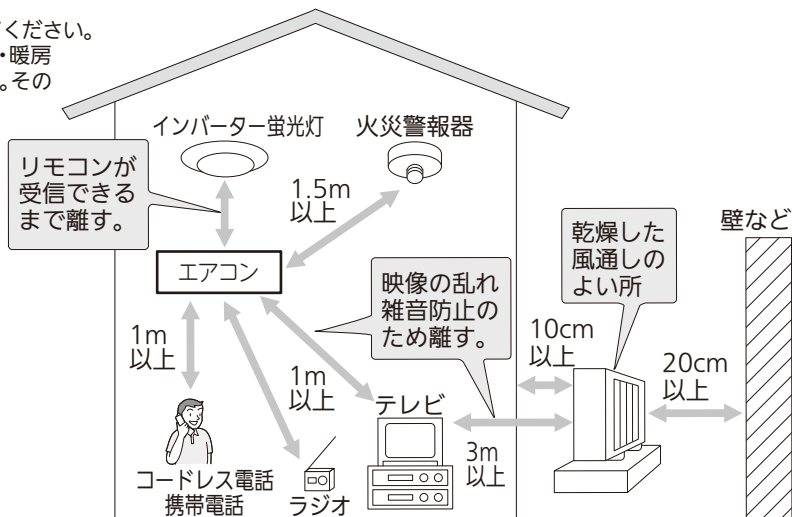 ください。
・暖房
。その
インバーター蛍光灯
火災警報器
リモコンが
受信できる
まで離す。
1.5m
以上
エアコン
映像の乱れ
雑音防止の
ため離す。
乾燥した
風通しの
よい所
壁など
1m
以上
1m
以上
10cm
以上
20cm
以上
テレビ
3m
以上
コードレス電話
携帯電話
ラジオ